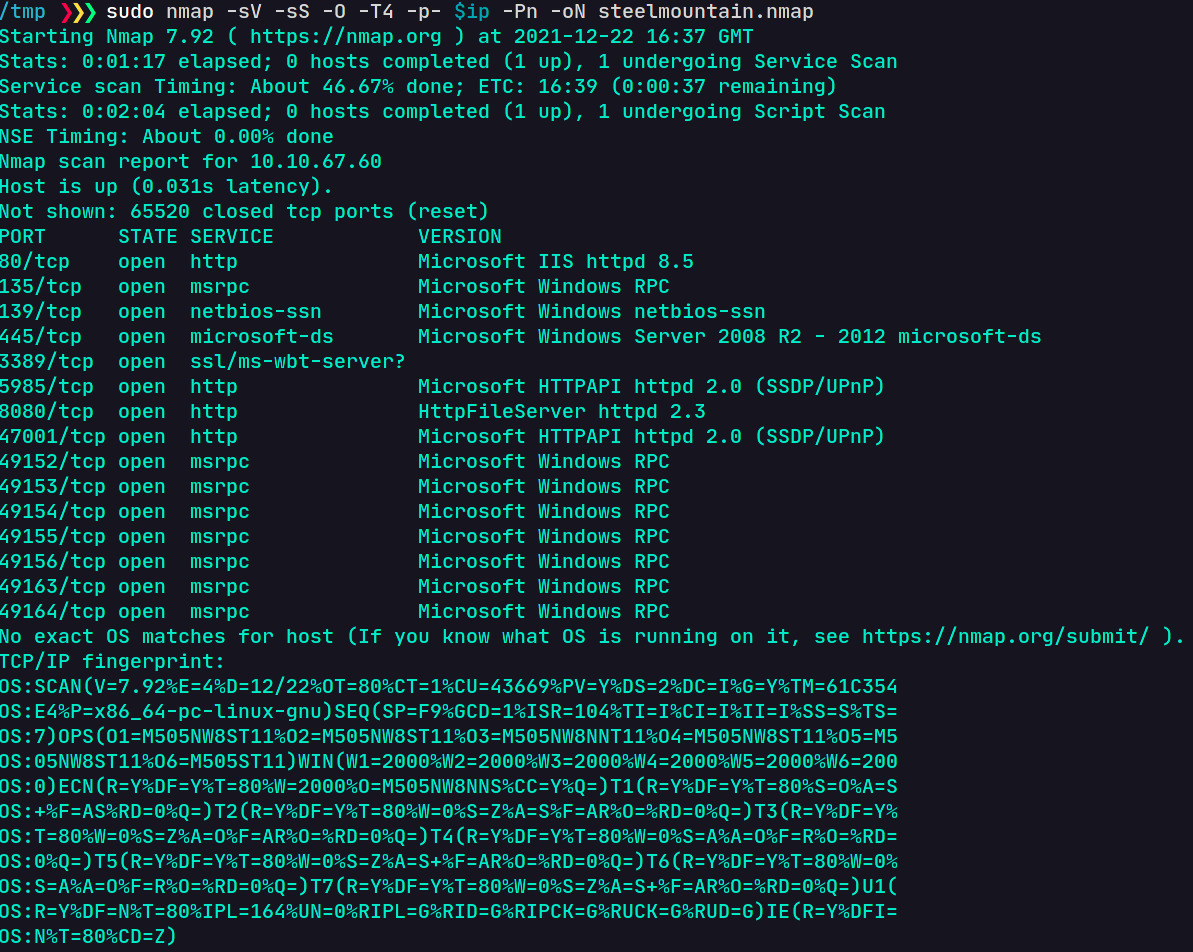 /tmp ❯❯❯ sudo nmap -sV -sS -O -T4 -p- $ip -Pn -oN steelmountain.nmap
Starting Nmap 7.92 ( https://nmap.org ) at 2021-12-22 16:37 GMT
Stats: 0:01:17 elapsed; 0 hosts completed (1 up), 1 undergoing Service Scan
Service scan Timing: About 46.67% done; ETC: 16:39 (0:00:37 remaining)
Stats: 0:02:04 elapsed; 0 hosts completed (1 up), 1 undergoing Script Scan
NSE Timing: About 0.00% done
Nmap scan report for 10.10.67.60
Host is up (0.031s latency).
Not shown: 65520 closed tcp ports (reset)
PORT      STATE SERVICE            VERSION
80/tcp    open  http               Microsoft IIS httpd 8.5
135/tcp   open  msrpc              Microsoft Windows RPC
139/tcp   open  netbios-ssn        Microsoft Windows netbios-ssn
445/tcp   open  microsoft-ds       Microsoft Windows Server 2008 R2 - 2012 microsoft-ds
3389/tcp  open  ssl/ms-wbt-server?
5985/tcp  open  http               Microsoft HTTPAPI httpd 2.0 (SSDP/UPnP)
8080/tcp  open  http               HttpFileServer httpd 2.3
47001/tcp open  http               Microsoft HTTPAPI httpd 2.0 (SSDP/UPnP)
49152/tcp open  msrpc              Microsoft Windows RPC
49153/tcp open  msrpc              Microsoft Windows RPC
49154/tcp open  msrpc              Microsoft Windows RPC
49155/tcp open  msrpc              Microsoft Windows RPC
49156/tcp open  msrpc              Microsoft Windows RPC
49163/tcp open  msrpc              Microsoft Windows RPC
49164/tcp open  msrpc              Microsoft Windows RPC
No exact OS matches for host (If you know what OS is running on it, see https://nmap.org/submit/ ).
TCP/IP fingerprint:
OS:SCAN(V=7.92%E=4%D=12/22%OT=80%CT=1%CU=43669%PV=Y%DS=2%DC=I%G=Y%TM=61C354
OS:E4%P=x86_64-pc-linux-gnu)SEQ(SP=F9%GCD=1%ISR=104%TI=I%CI=I%II=I%SS=S%TS=
OS:7)OPS(O1=M505NW8ST11%O2=M505NW8ST11%O3=M505NW8NNT11%O4=M505NW8ST11%O5=M5
OS:05NW8ST11%O6=M505ST11)WIN(W1=2000%W2=2000%W3=2000%W4=2000%W5=2000%W6=200
OS:0)ECN(R=Y%DF=Y%T=80%W=2000%O=M505NW8NNS%CC=Y%Q=)T1(R=Y%DF=Y%T=80%S=O%A=S
OS:+%F=AS%RD=0%Q=)T2(R=Y%DF=Y%T=80%W=0%S=Z%A=S%F=AR%O=%RD=0%Q=)T3(R=Y%DF=Y%
OS:T=80%W=0%S=Z%A=O%F=AR%O=%RD=0%Q=)T4(R=Y%DF=Y%T=80%W=0%S=A%A=O%F=R%O=%RD=
OS:0%Q=)T5(R=Y%DF=Y%T=80%W=0%S=Z%A=S+%F=AR%O=%RD=0%Q=)T6(R=Y%DF=Y%T=80%W=0%
OS:S=A%A=O%F=R%O=%RD=0%Q=)T7(R=Y%DF=Y%T=80%W=0%S=Z%A=S+%F=AR%O=%RD=0%Q=)U1(
OS:R=Y%DF=N%T=80%IPL=164%UN=0%RIPL=G%RID=G%RIPCK=G%RUCK=G%RUD=G)IE(R=Y%DFI=
OS:N%T=80%CD=Z)